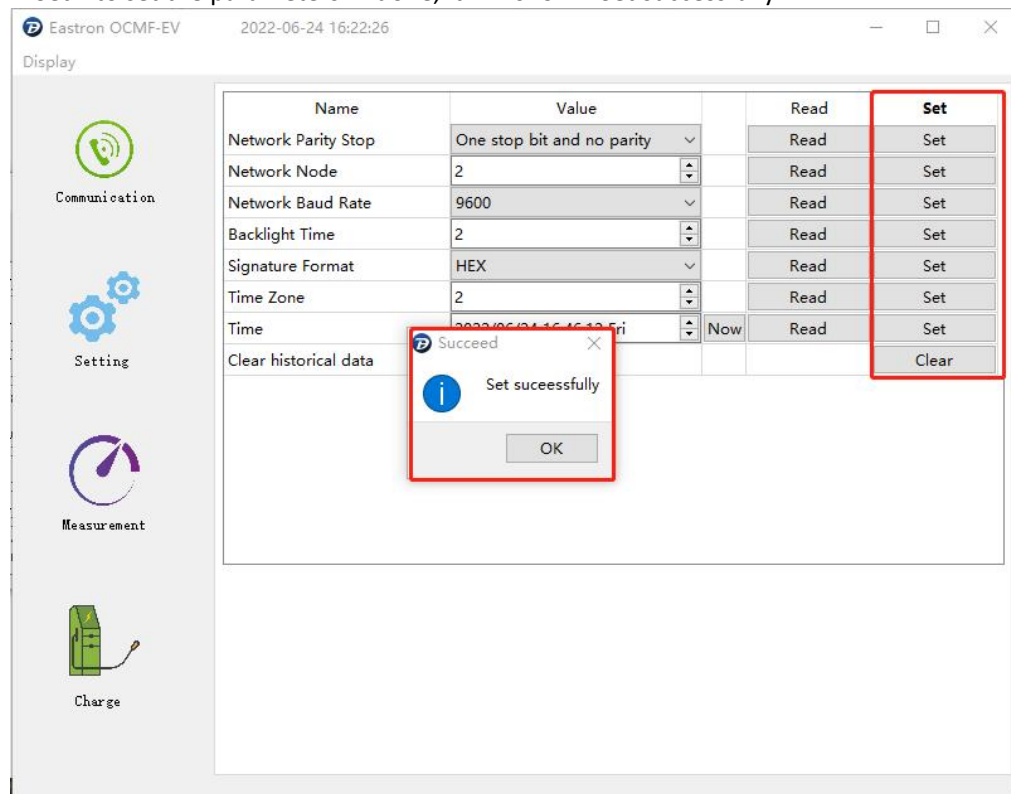 Eastron OCMF-EV 2022-06-24 16:22:26
Display
Name Value Read Set
Network Parity Stop One stop bit and no parity Read Set
Network Node 2 Read Set
Communication
Network Baud Rate 9600 Read Set
Backlight Time 2 Read Set
Signature Format HEX Read Set
Time Zone 2 Read Set
Time Now Read Set
Setting
Clear historical data Clear
Succeed
Set suceessfully
OK
Measurement
Charge